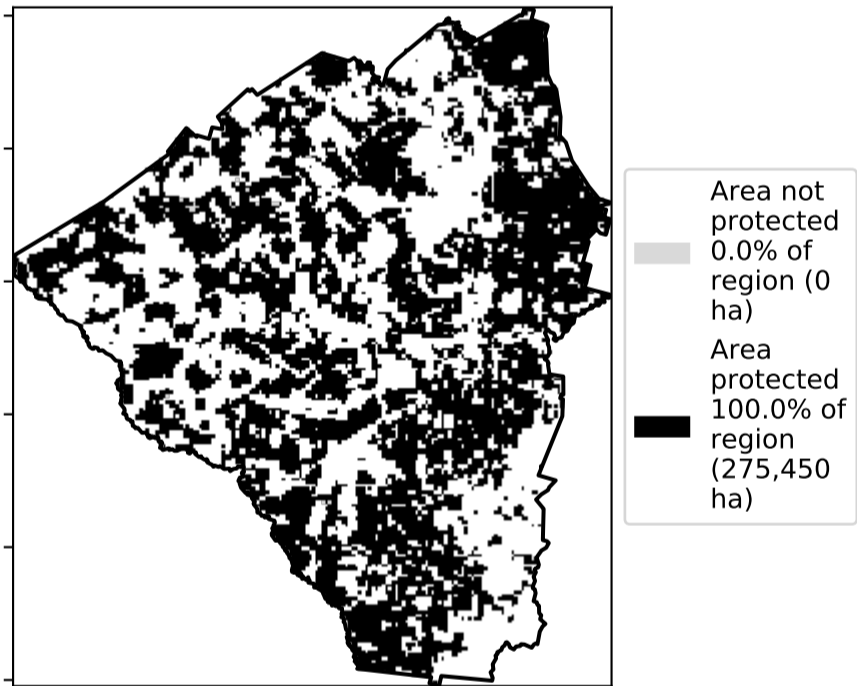 Area not
protected
0.0% of
region (0
ha)
Area
protected
100.0% of
region
(275,450
ha)